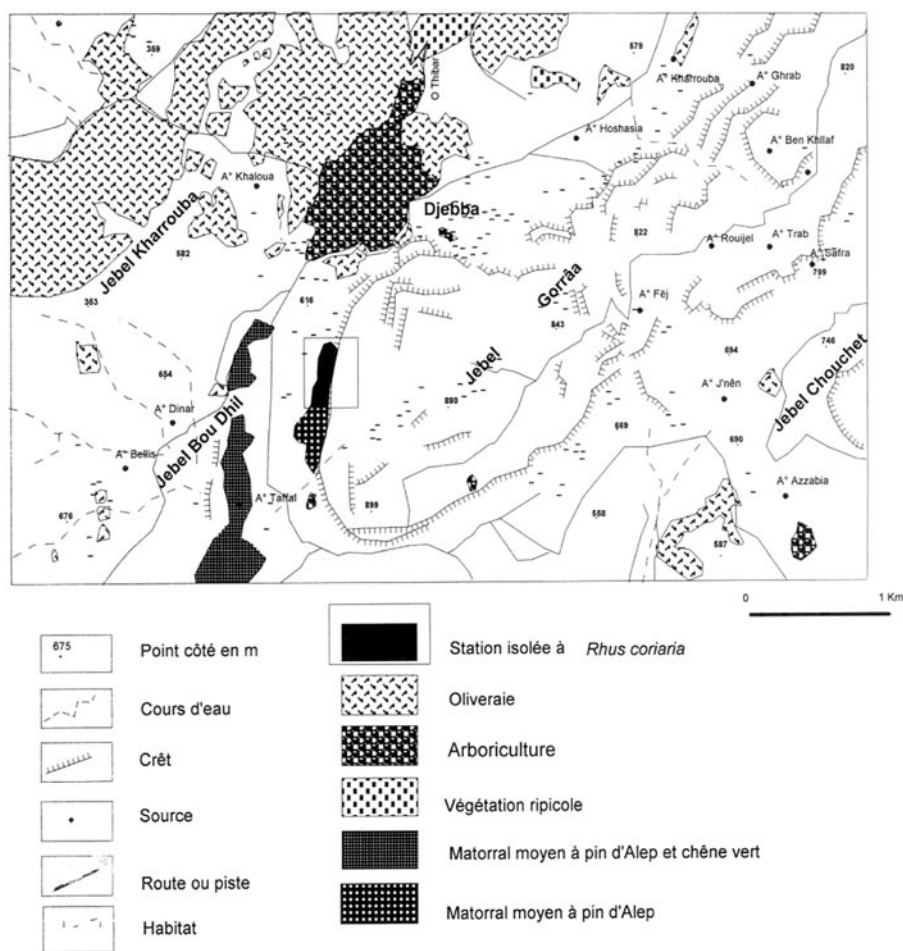 359
579
820
A° Kharrouba
A° Ghrab
O Thibar
A° Hoshasia
A° Ben Khllaf
A° Khaloua
Jebel Kharrouba
Djebba
822
A° Rouijel
A° Trab
A° Safra
799
582
Gorrâa
353
616
A° Fêj
843
746
654
Jebel
694
A° J'nên
Jebel Chouchet
880
A° Dinar
Jebel Bou Dhil
669
690
A° Bellis
A° Taffal
A° Azzabia
676
899
558
587
0 1 Km
675
Point côté en m
Cours d'eau
Crêt
Source
Route ou piste
Habitat
Station isolée à Rhus coriaria
Oliveraie
Arboriculture
Végétation ripicole
Matorral moyen à pin d'Alep et chêne vert
Matorral moyen à pin d'Alep